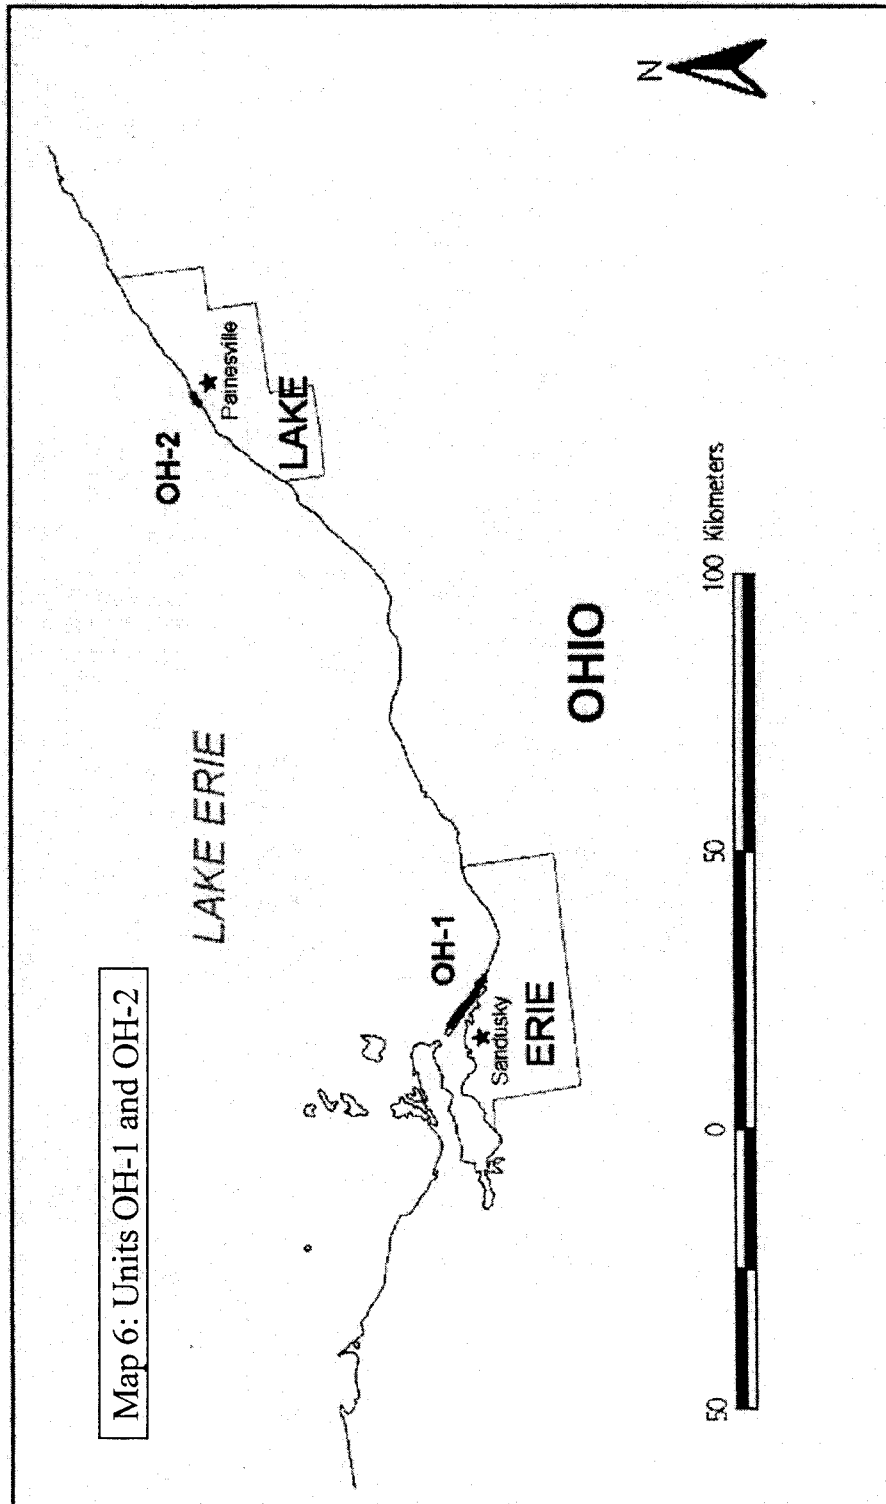 Map 6: Units OH-1 and OH-2
N
LAKE ERIE
OH-2
Painesville
LAKE
OH-1
Sandusky
ERIE
OHIO
50 0 50 100 Kilometers